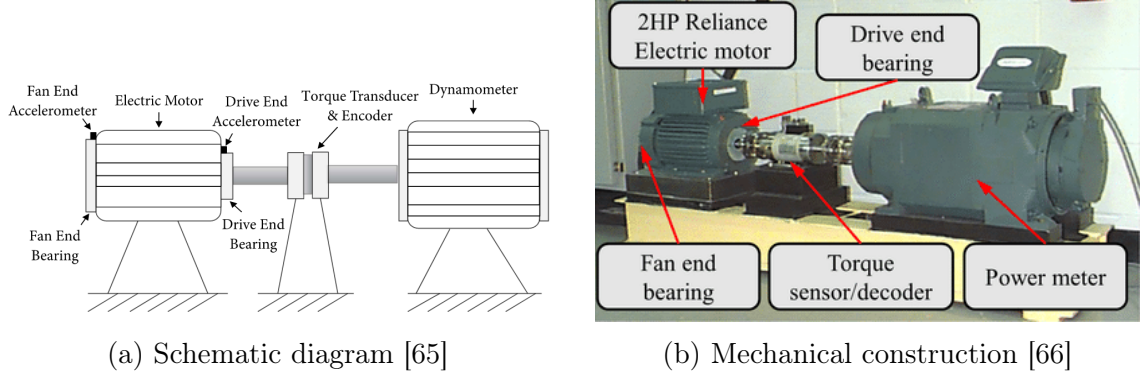 Fan End
Accelerometer
Electric Motor
Drive End
Accelerometer
Torque Transducer
& Encoder
Dynamometer
Fan End
Bearing
Drive End
Bearing
(a) Schematic diagram [65]
2HP Reliance
Electric motor
Drive end
bearing
Fan end
bearing
Torque
sensor/decoder
Power meter
(b) Mechanical construction [66]